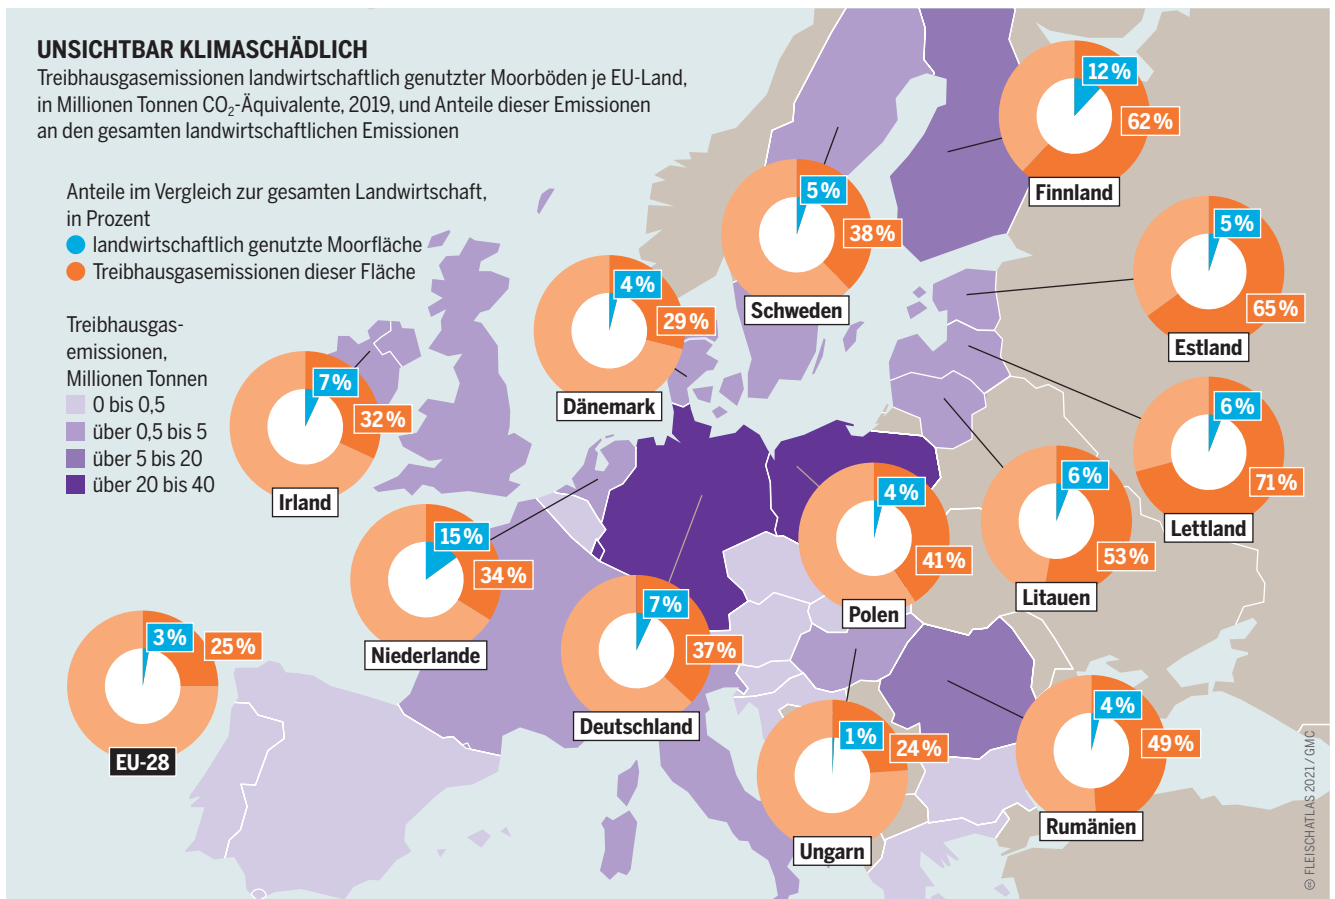 UNSICHTBAR KLIMASCHÄDLICH
Treibhausgasemissionen landwirtschaftlich genutzter Moorböden je EU-Land,
in Millionen Tonnen CO₂-Äquivalente, 2019, und Anteile dieser Emissionen
an den gesamten landwirtschaftlichen Emissionen
Anteile im Vergleich zur gesamten Landwirtschaft,
in Prozent
landwirtschaftlich genutzte Moorfläche
Treibhausgasemissionen dieser Fläche
Treibhausgas-
emissionen,
Millionen Tonnen
0 bis 0,5
über 0,5 bis 5
über 5 bis 20
über 20 bis 40
12 %
62 %
Finnland
5 %
38 %
Schweden
5 %
65 %
Estland
4 %
29 %
Dänemark
7 %
32 %
Irland
6 %
71 %
Lettland
6 %
53 %
Litauen
4 %
41 %
Polen
15 %
34 %
Niederlande
7 %
37 %
Deutschland
3 %
25 %
EU-28
1 %
24 %
Ungarn
4 %
49 %
Rumänien
FLEISCHATLAS 2021 / GMC